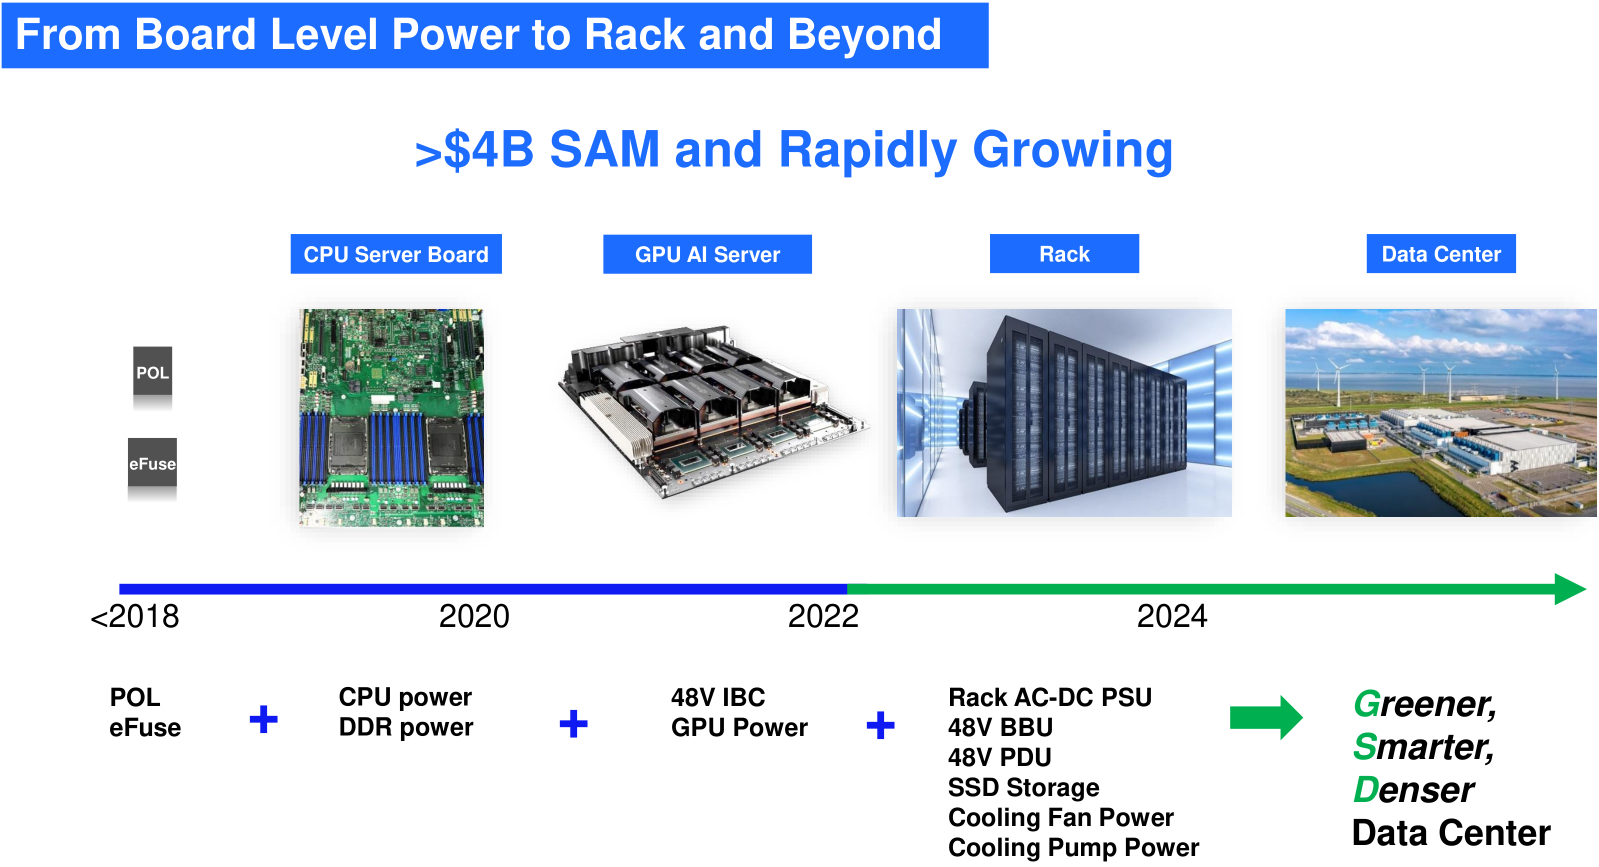 From Board Level Power to Rack and Beyond
>$4B SAM and Rapidly Growing
CPU Server Board
GPU AI Server
Rack
Data Center
POL
eFuse
<2018
2020
2022
2024
POL
eFuse
+
CPU power
DDR power
+
48V IBC
GPU Power
+
Rack AC-DC PSU
48V BBU
48V PDU
SSD Storage
Cooling Fan Power
Cooling Pump Power
Greener,
Smarter,
Denser
Data Center